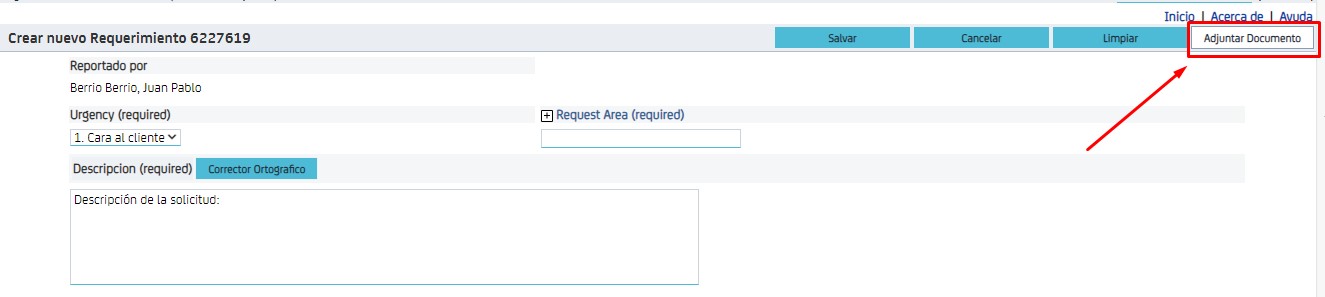 Inicio | Acerca de | Ayuda
Crear nuevo Requerimiento 6227619 Salvar Cancelar Limpiar Adjuntar Documento
Reportado por
Berrio Berrio, Juan Pablo
Urgency (required) Request Area (required)
1. Cara al cliente
Descripcion (required) Corrector Ortografico
Descripción de la solicitud: